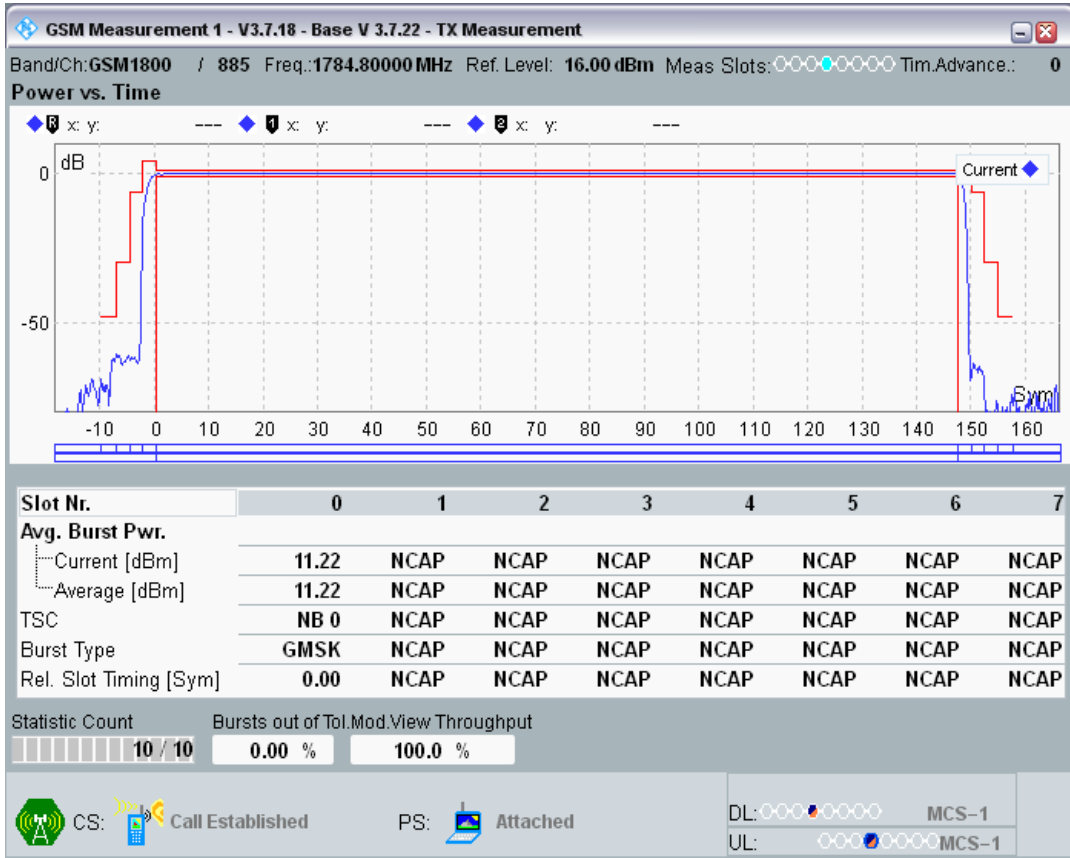 GSM Measurement 1 - V3.7.18 - Base V 3.7.22 - TX Measurement
Band/Ch:GSM1800 / 885 Freq.:1784.80000 MHz Ref. Level: 16.00 dBm Meas Slots: Tim.Advance.: 0
Power vs. Time
R x: y: --- 1 x: y: --- 2 x: y: ---
dB
Current
0
-50
Sym
-10 0 10 20 30 40 50 60 70 80 90 100 110 120 130 140 150 160
Slot Nr. 0 1 2 3 4 5 6 7
Avg. Burst Pwr.
Current [dBm] 11.22 NCAP NCAP NCAP NCAP NCAP NCAP NCAP
Average [dBm] 11.22 NCAP NCAP NCAP NCAP NCAP NCAP NCAP
TSC NB 0 NCAP NCAP NCAP NCAP NCAP NCAP NCAP
Burst Type GMSK NCAP NCAP NCAP NCAP NCAP NCAP NCAP
Rel. Slot Timing [Sym] 0.00 NCAP NCAP NCAP NCAP NCAP NCAP NCAP
Statistic Count Bursts out of Tol.Mod.View Throughput
10 / 10 0.00 % 100.0 %
CS: Call Established PS: Attached DL: MCS-1
UL: MCS-1